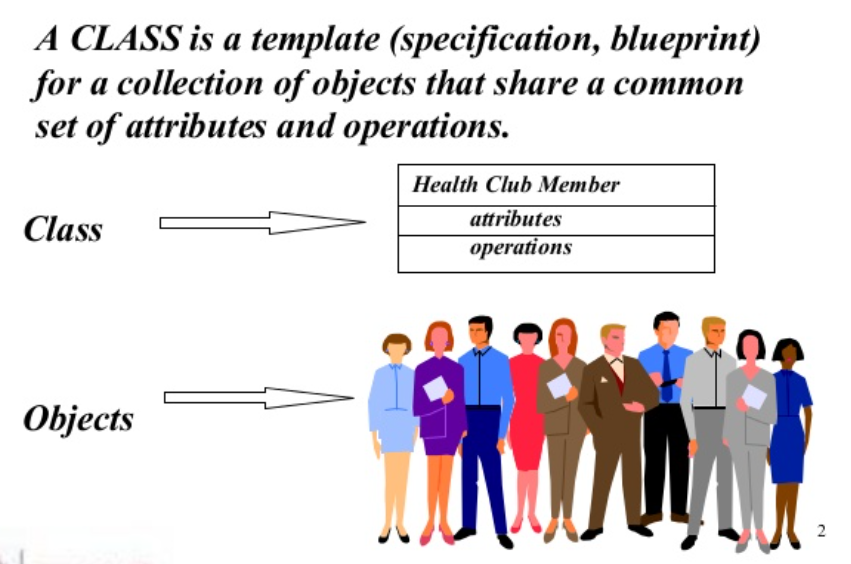 A CLASS is a template (specification, blueprint)
for a collection of objects that share a common
set of attributes and operations.
Class
Health Club Member
attributes
operations
Objects
2